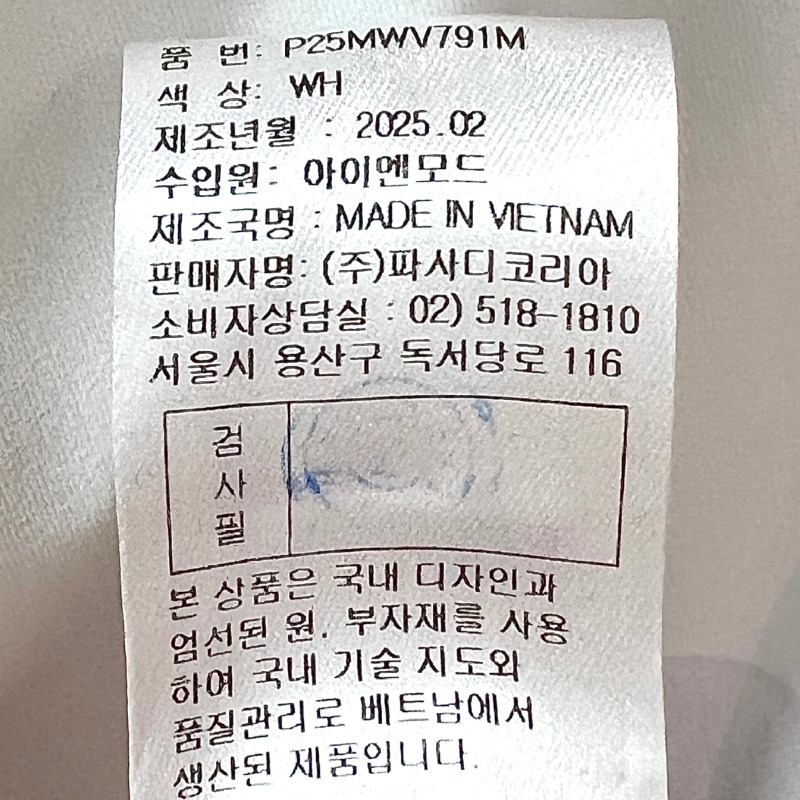 품 번: P25MWV791M
색 상: WH
제조년월 : 2025.02
수입원: 아이엔모드
제조국명 : MADE IN VIETNAM
판매자명: (주)파사디코리아
소비자상담실 : 02) 518-1810
서울시 용산구 독서당로 116
검
사
필
본 상품은 국내 디자인과
엄선된 원. 부자재를 사용
하여 국내 기술 지도와
품질관리로 베트남에서
생산된 제품입니다.